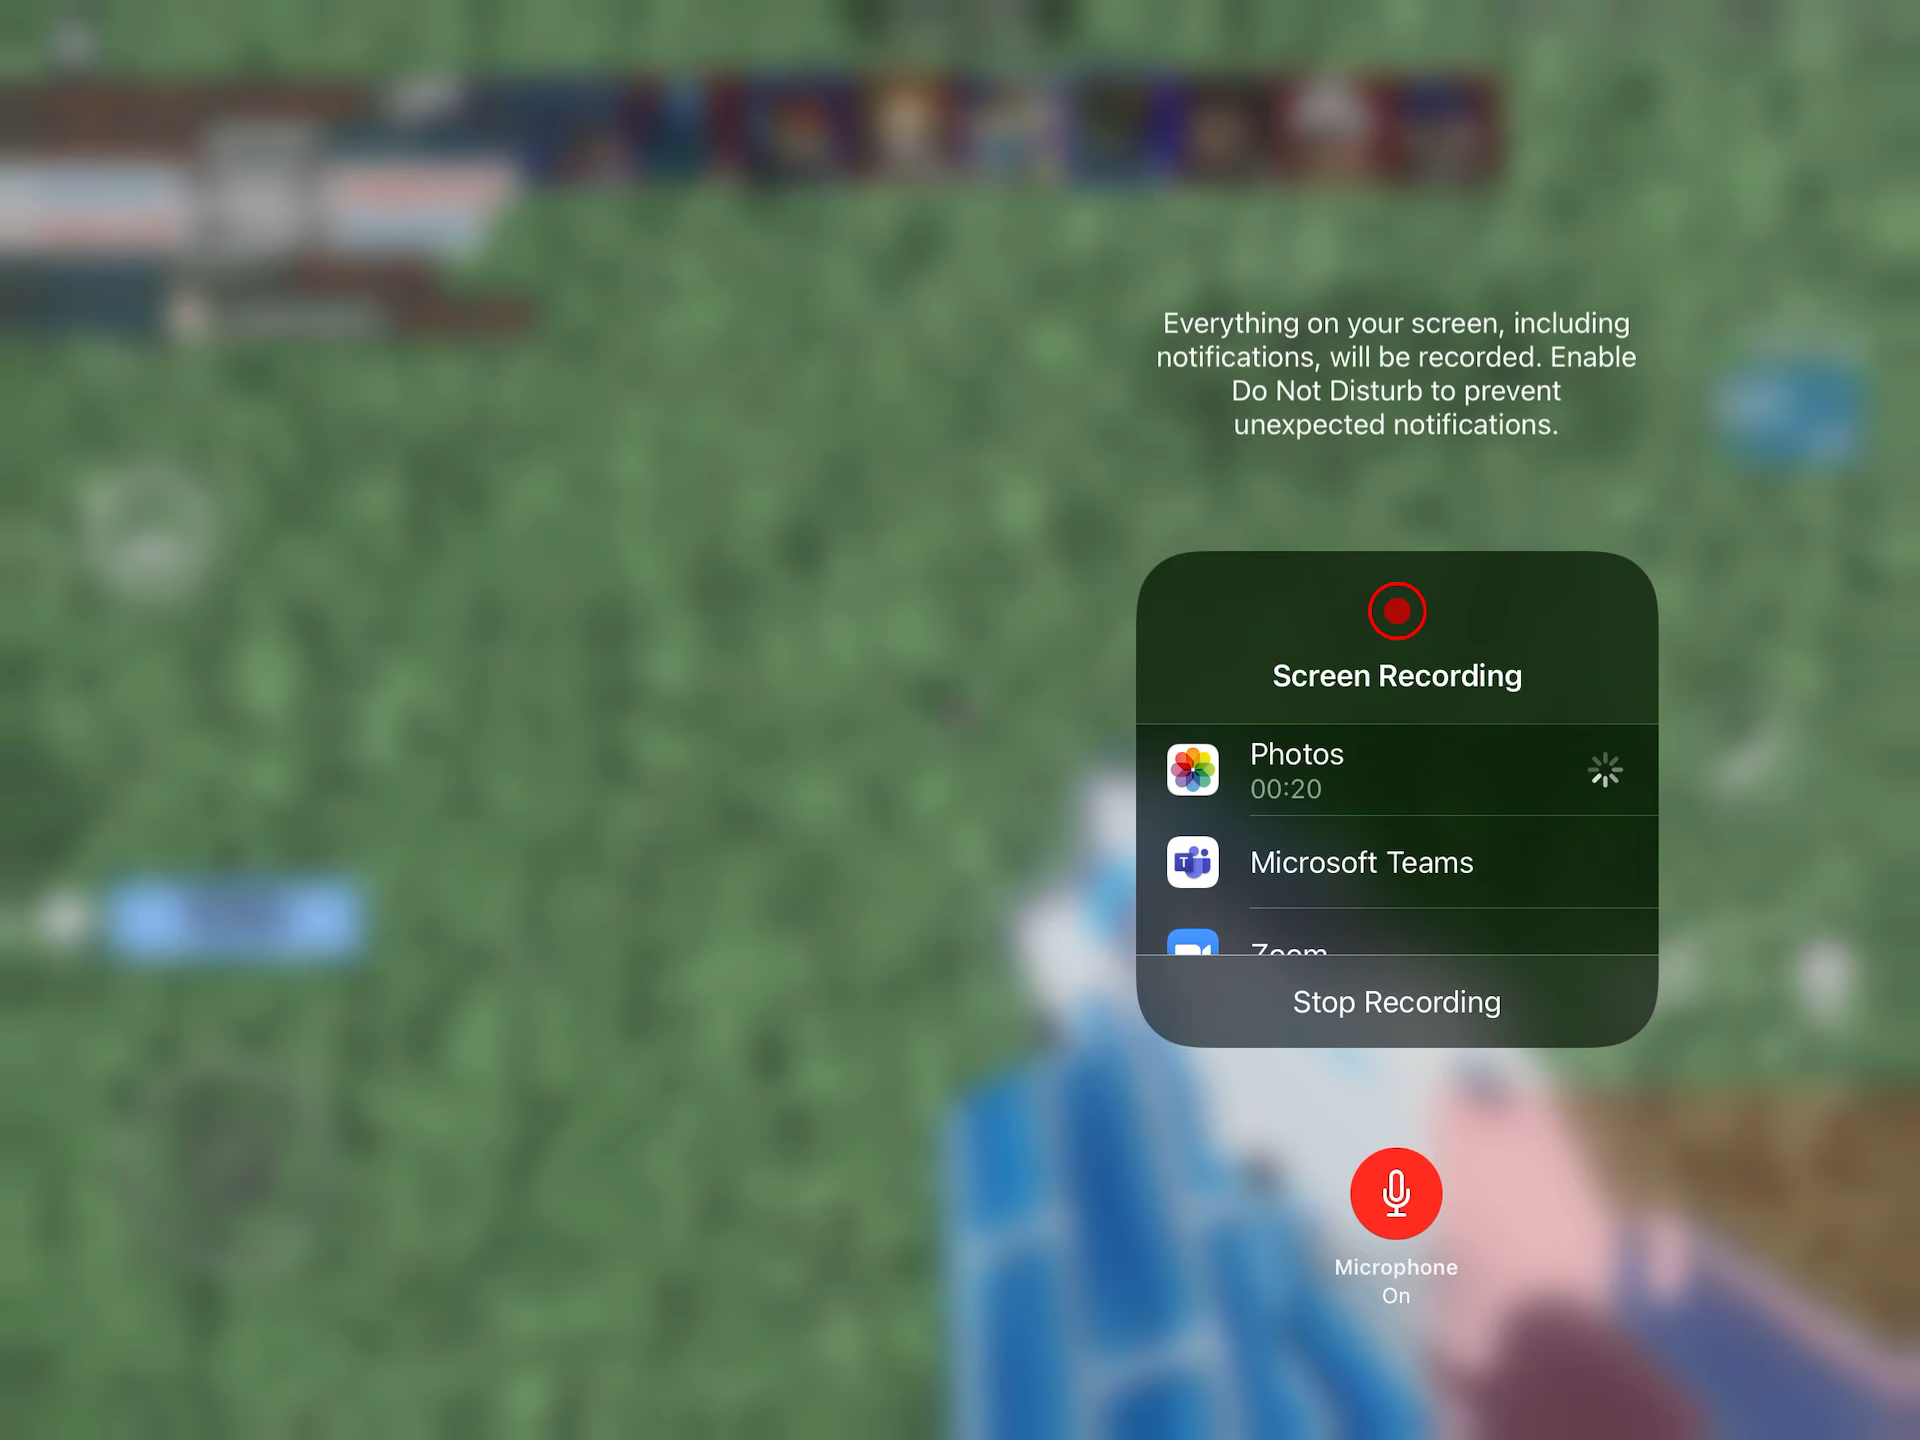 Everything on your screen, including
notifications, will be recorded. Enable
Do Not Disturb to prevent
unexpected notifications.
Screen Recording
Photos
00:20
T
Microsoft Teams
Zoom
Stop Recording
Microphone
On